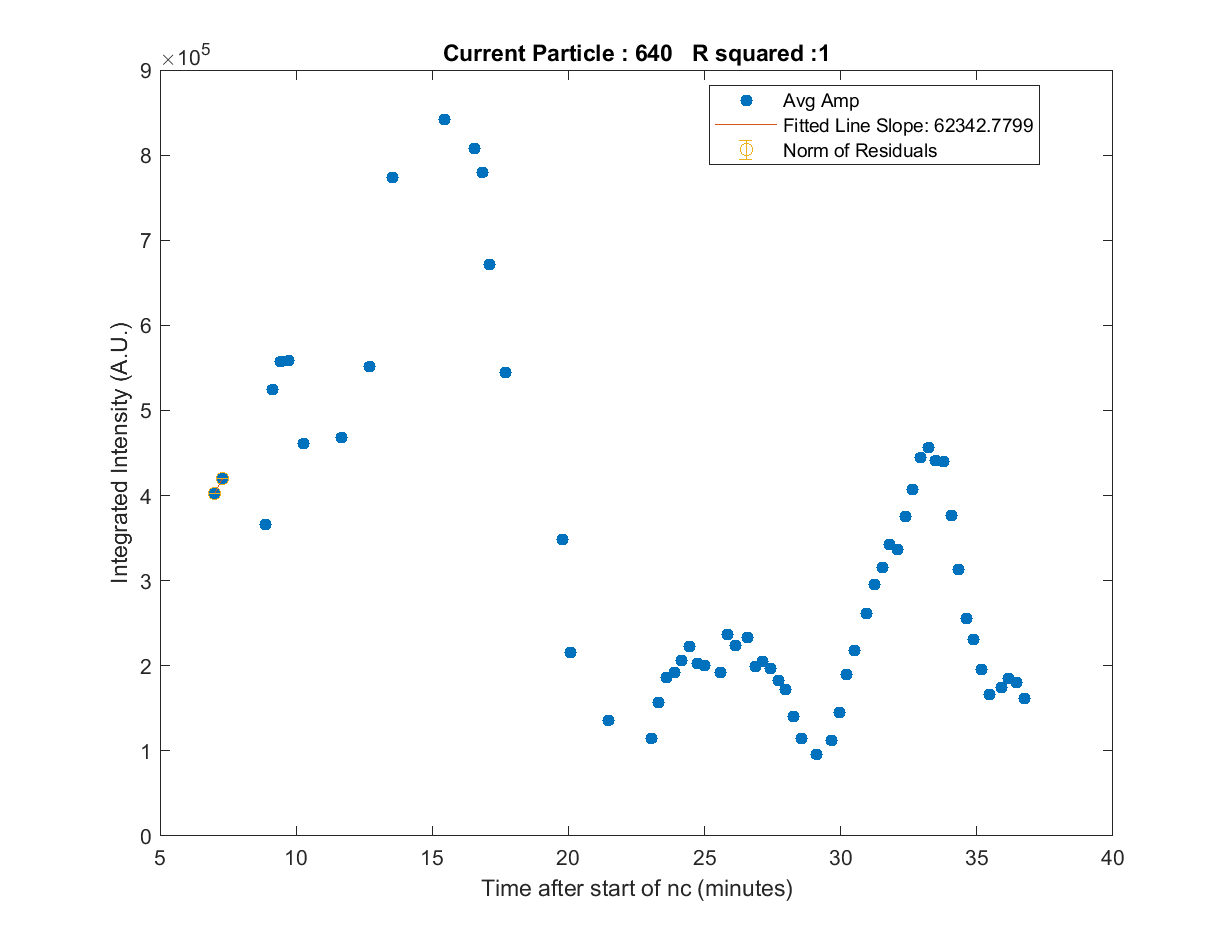 Current Particle : 640   R squared :1
×10^5
Avg Amp
Fitted Line Slope: 62342.7799
Norm of Residuals
9
8
7
6
5
4
3
2
1
0
Integrated Intensity (A.U.)
5 10 15 20 25 30 35 40
Time after start of nc (minutes)